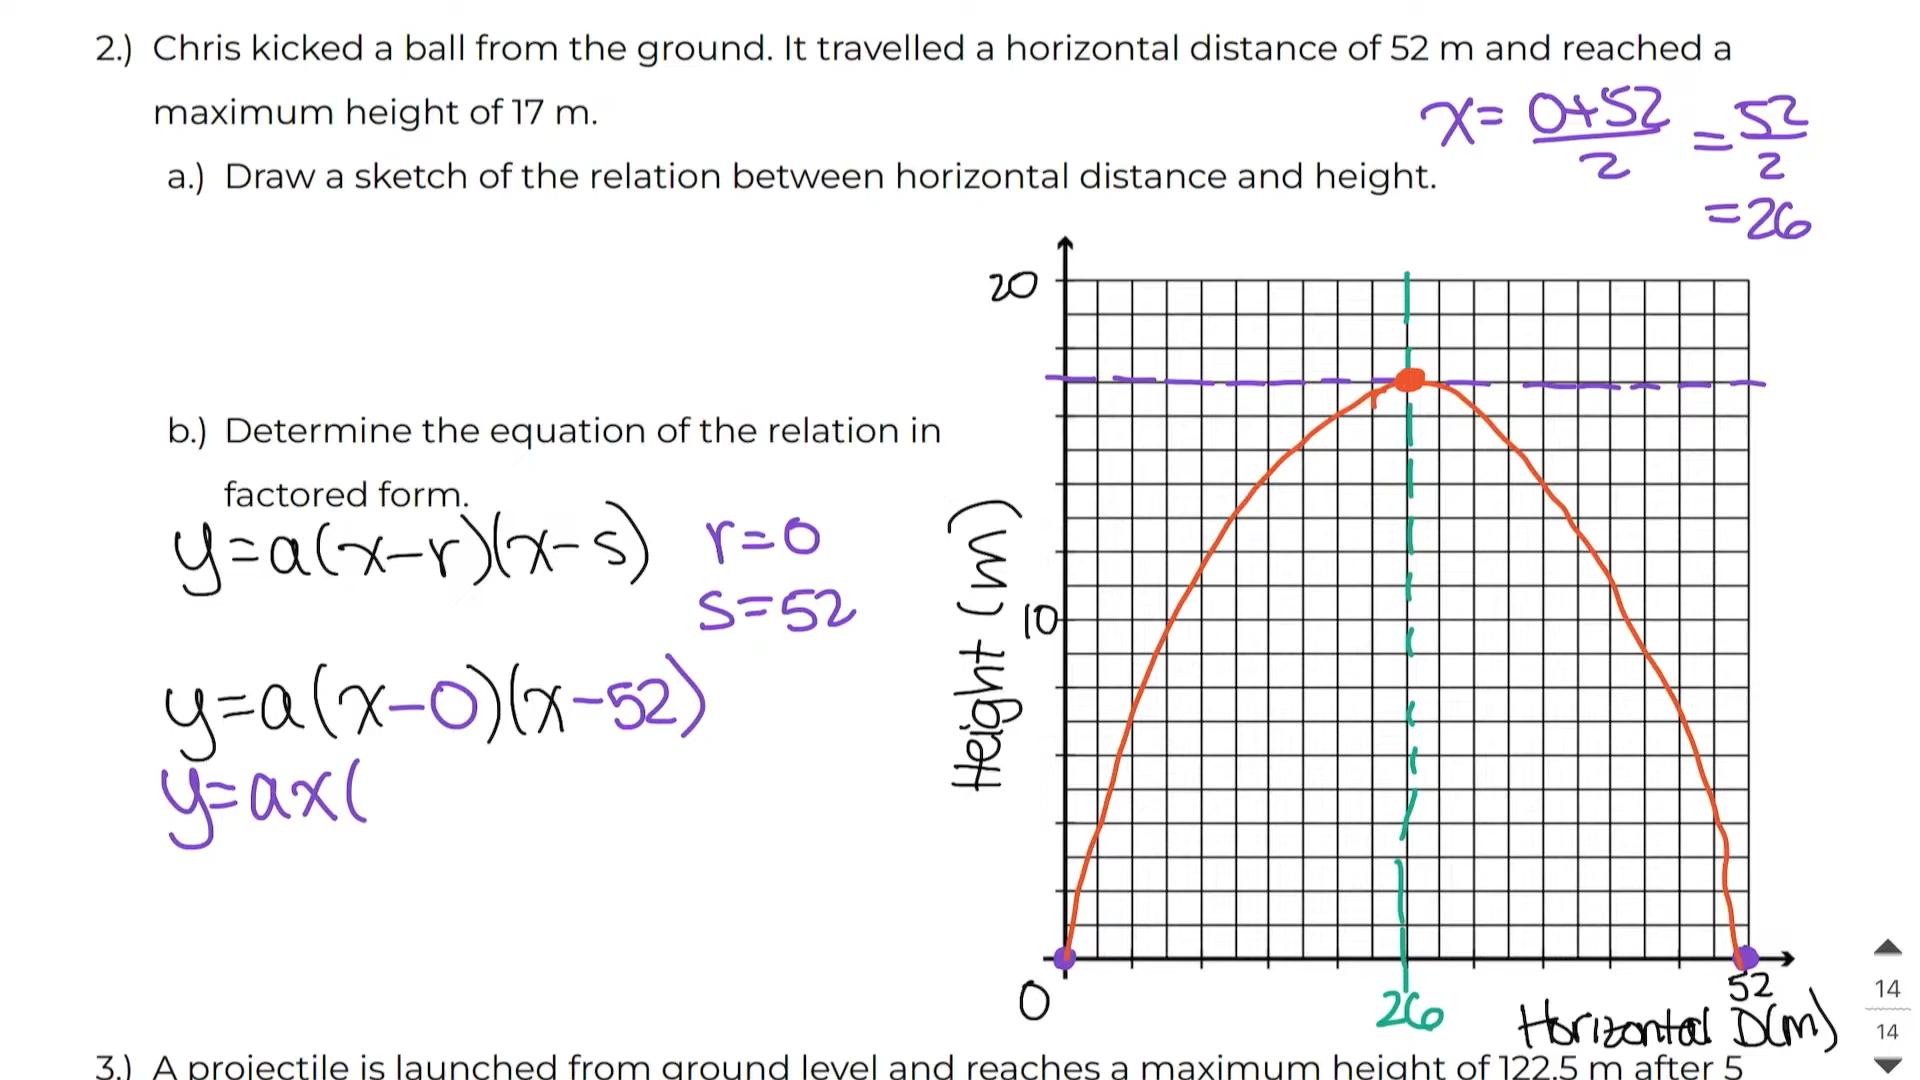 2.) Chris kicked a ball from the ground. It travelled a horizontal distance of 52 m and reached a
maximum height of 17 m.
x = 0+52/2 = 52/2
= 26
a.) Draw a sketch of the relation between horizontal distance and height.
20
b.) Determine the equation of the relation in
factored form.
y=a(x-r)(x-s)
r=0
s=52
y=a(x-0)(x-52)
y=ax(
Height (m)
10
0
26
52
Horizontal D(m)
14
14
3.) A projectile is launched from ground level and reaches a maximum height of 122.5 m after 5